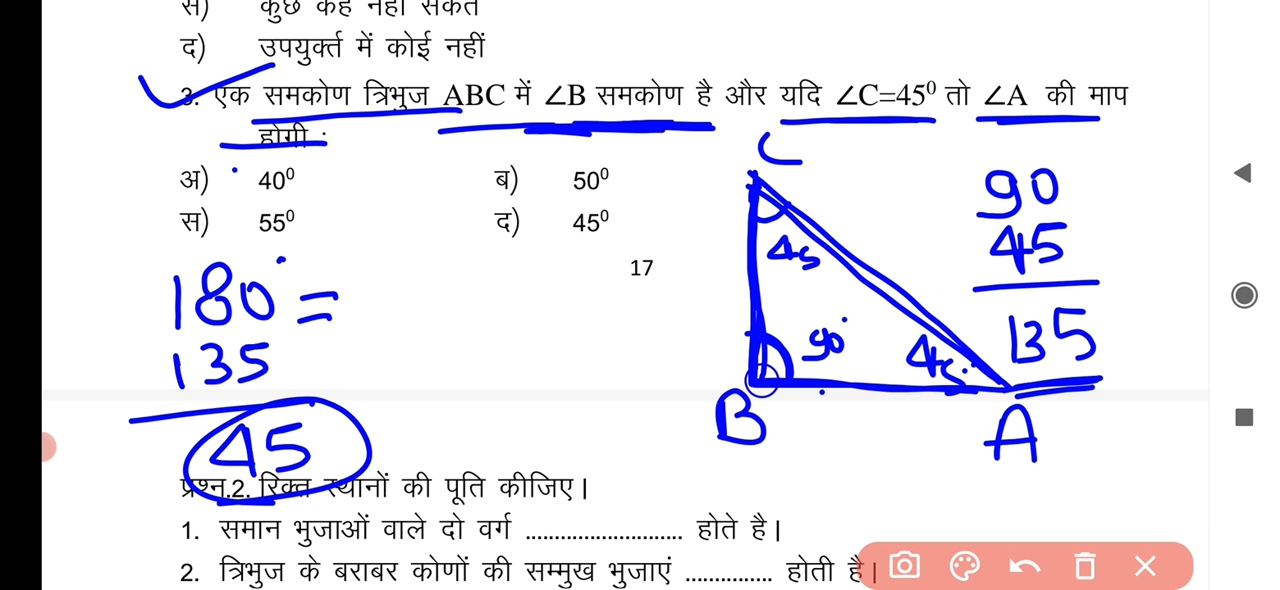 स) कुछ कह नहीं सकते
द) उपयुर्क्त में कोई नहीं
3. एक समकोण त्रिभुज ABC में ∠B समकोण है और यदि ∠C=45⁰ तो ∠A की माप
होगी :
अ) 40⁰ ब) 50⁰
स) 55⁰ द) 45⁰
17
180° =
135
45
C
45
90°
45°
B
A
90
45
135
प्रश्न.2. रिक्त स्थानों की पूति कीजिए।
1. समान भुजाओं वाले दो वर्ग .......................... होते है।
2. त्रिभुज के बराबर कोणों की सम्मुख भुजाएं .............. होती है।